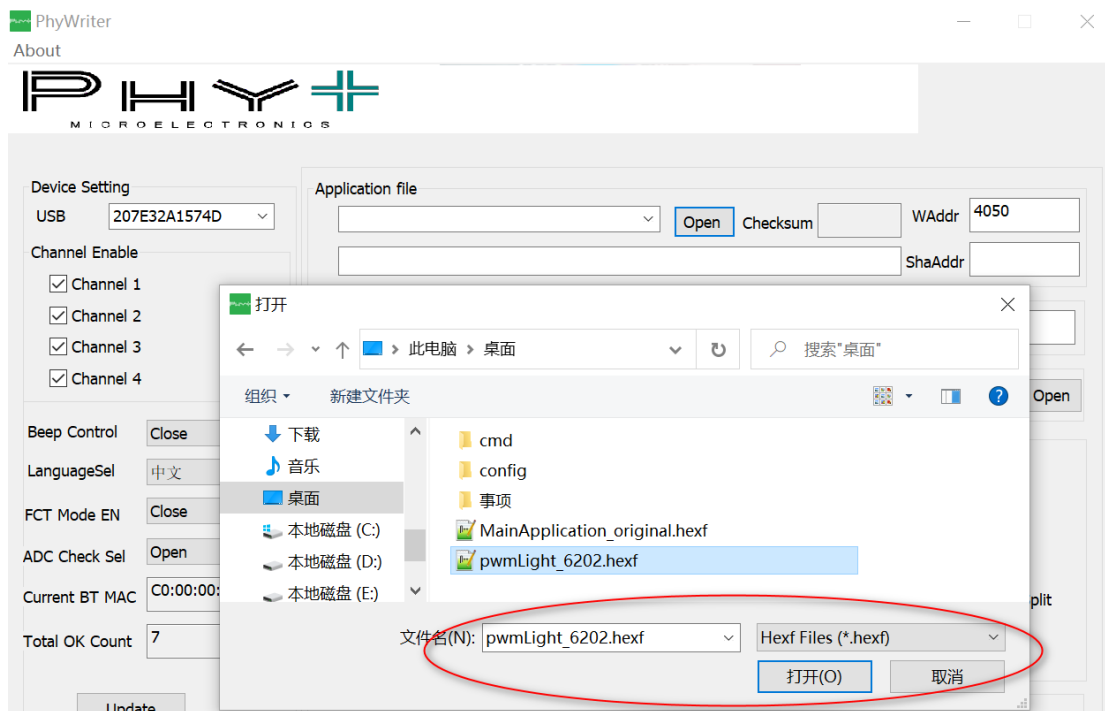 PhyWriter
About
PHY+
MICROELECTRONICS
Device Setting
USB 207E32A1574D
Channel Enable
Channel 1
Channel 2
Channel 3
Channel 4
Beep Control Close
LanguageSel 中文
FCT Mode EN Close
ADC Check Sel Open
Current BT MAC C0:00:00:
Total OK Count 7
Update
Application file
Open Checksum WAddr 4050
ShaAddr
Open
plit
打开
此电脑 > 桌面
搜索"桌面"
组织 新建文件夹
下载
音乐
桌面
本地磁盘 (C:)
本地磁盘 (D:)
本地磁盘 (E:)
cmd
config
事项
MainApplication_original.hexf
pwmLight_6202.hexf
文件名(N): pwmLight_6202.hexf Hexf Files (*.hexf)
打开(O) 取消